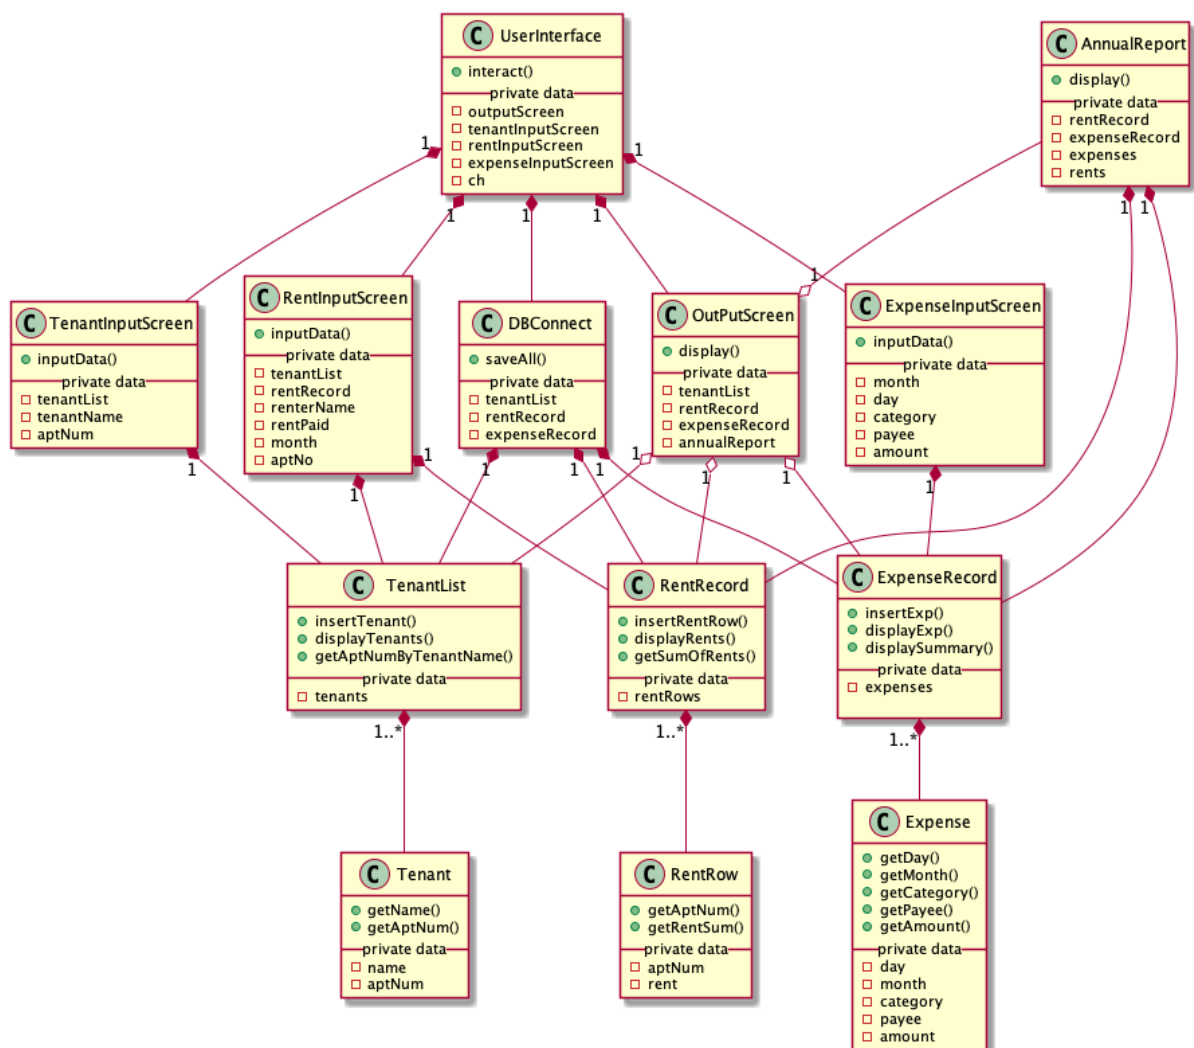 C UserInterface
interact()
private data
outputScreen
tenantInputScreen
rentInputScreen
expenseInputScreen
ch
C AnnualReport
display()
private data
rentRecord
expenseRecord
expenses
rents
1
1
1
1
1
1
1
1
C TenantInputScreen
inputData()
private data
tenantList
tenantName
aptNum
C RentInputScreen
inputData()
private data
tenantList
rentRecord
renterName
rentPaid
month
aptNo
C DBConnect
saveAll()
private data
tenantList
rentRecord
expenseRecord
C OutPutScreen
display()
private data
tenantList
rentRecord
expenseRecord
annualReport
C ExpenseInputScreen
inputData()
private data
month
day
category
payee
amount
1
1
1
1
1
1
1
1
1
1
C TenantList
insertTenant()
displayTenants()
getAptNumByTenantName()
private data
tenants
C RentRecord
insertRentRow()
displayRents()
getSumOfRents()
private data
rentRows
C ExpenseRecord
insertExp()
displayExp()
displaySummary()
private data
expenses
1..*
1..*
1..*
C Tenant
getName()
getAptNum()
private data
name
aptNum
C RentRow
getAptNum()
getRentSum()
private data
aptNum
rent
C Expense
getDay()
getMonth()
getCategory()
getPayee()
getAmount()
private data
day
month
category
payee
amount